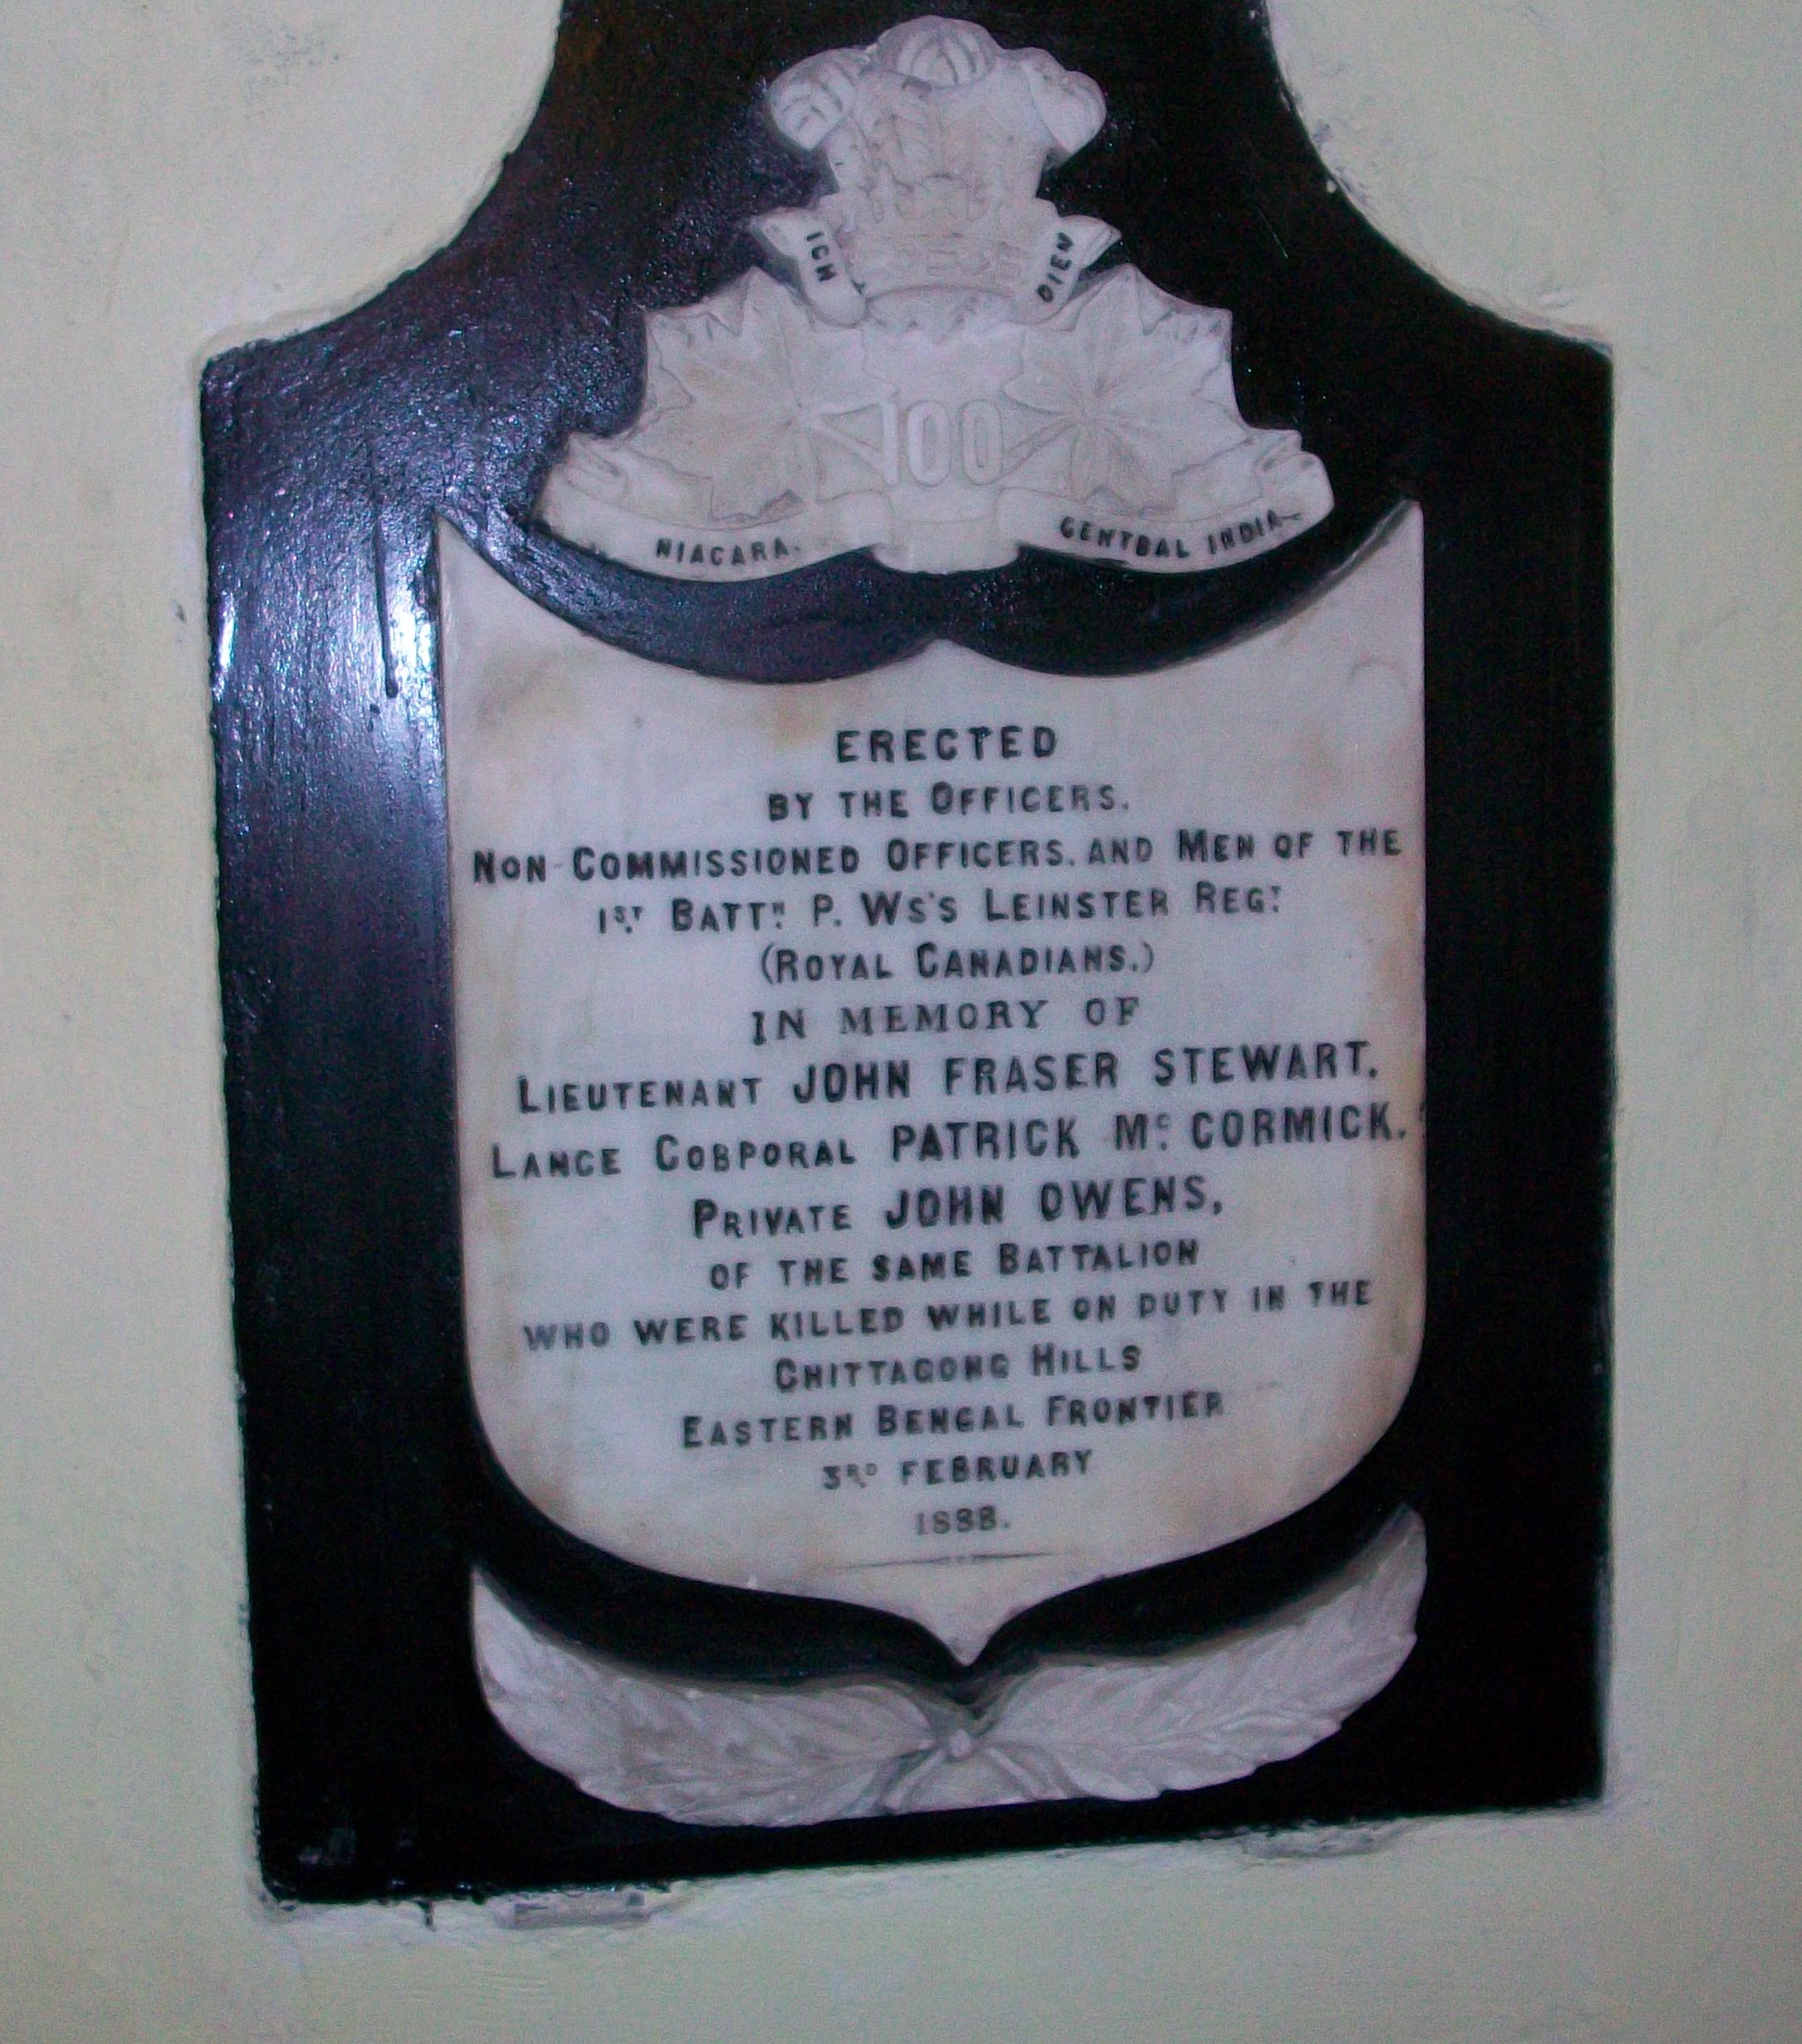 ICH DIEN
100
NIAGARA. CENTRAL INDIA
ERECTED
BY THE OFFICERS.
NON-COMMISSIONED OFFICERS. AND MEN OF THE
1ST. BATTN. P. WS'S LEINSTER REGT.
(ROYAL CANADIANS.)
IN MEMORY OF
LIEUTENANT JOHN FRASER STEWART,
LANCE CORPORAL PATRICK MC. CORMICK.
PRIVATE JOHN OWENS,
OF THE SAME BATTALION
WHO WERE KILLED WHILE ON DUTY IN THE
CHITTAGONG HILLS
EASTERN BENGAL FRONTIER
3RD FEBRUARY
1888.